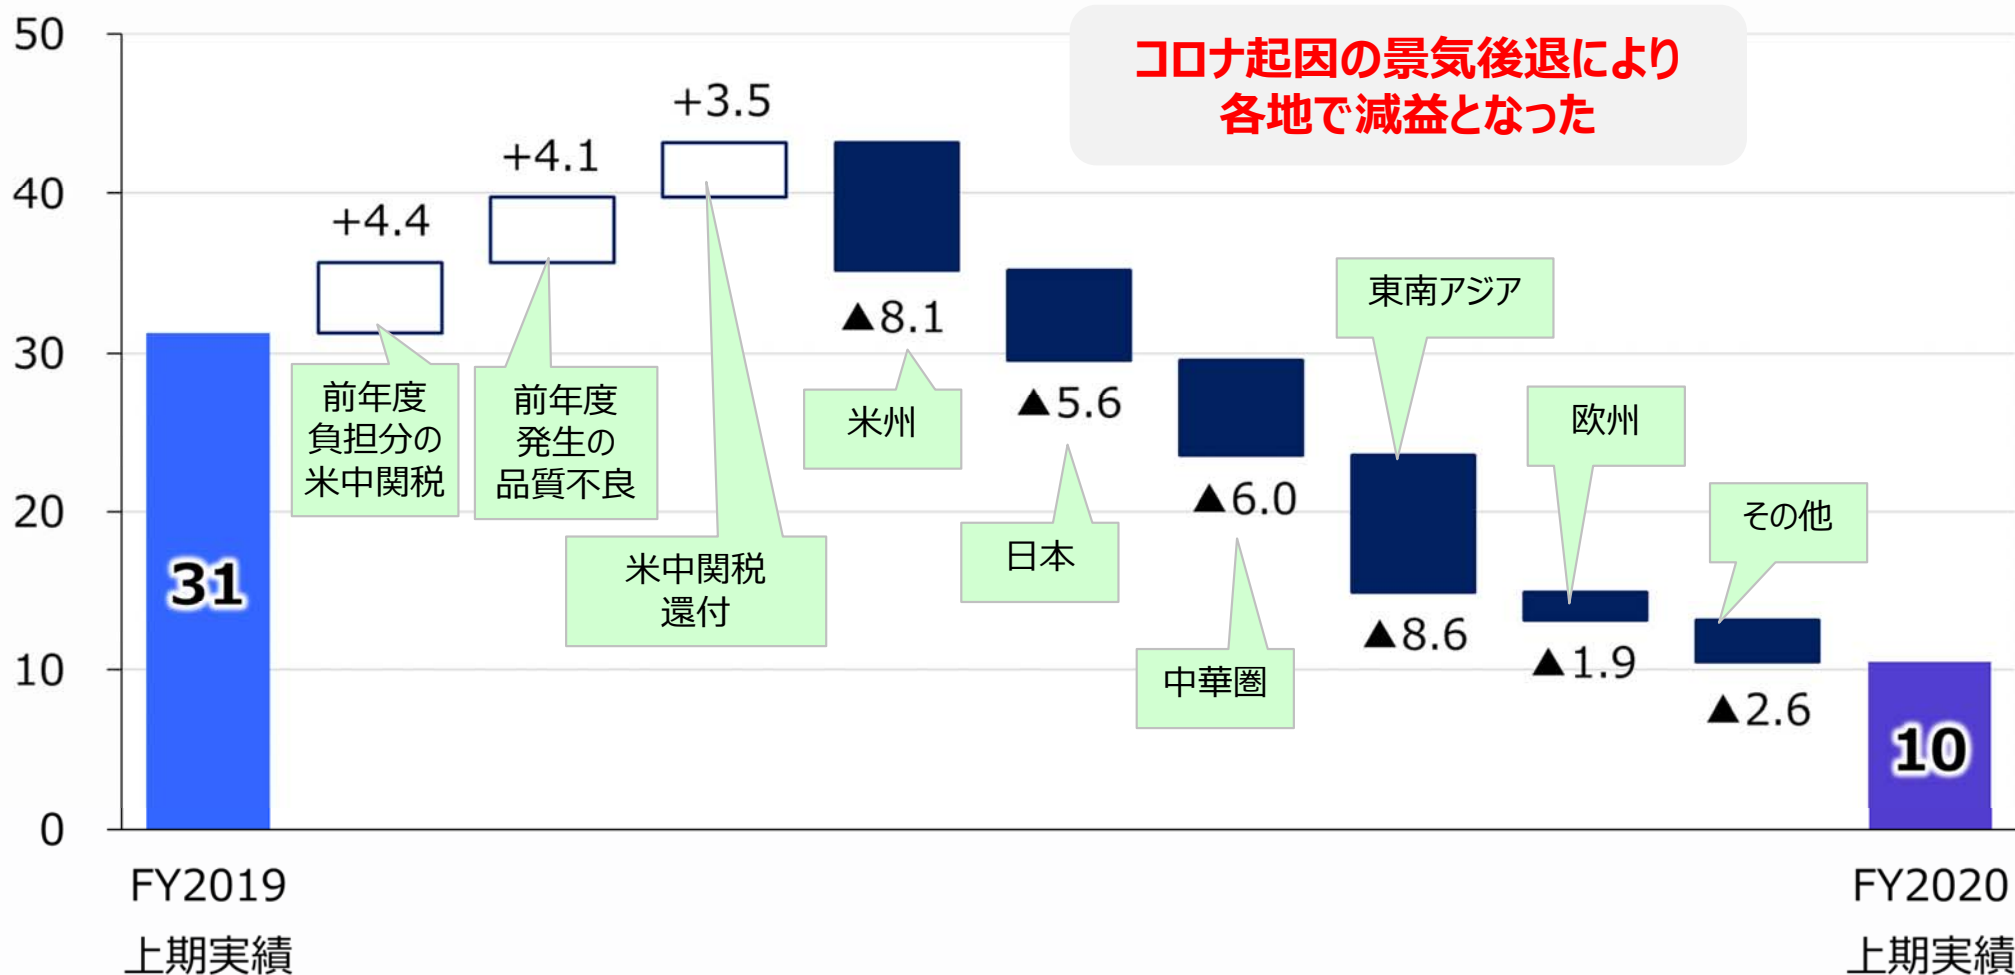 コロナ起因の景気後退により
各地で減益となった
50
40
30
20
10
0
+4.4
+4.1
+3.5
▲8.1
▲5.6
▲6.0
▲8.6
▲1.9
▲2.6
31
10
前年度
負担分の
米中関税
前年度
発生の
品質不良
米中関税
還付
米州
日本
中華圏
東南アジア
欧州
その他
FY2019
上期実績
FY2020
上期実績